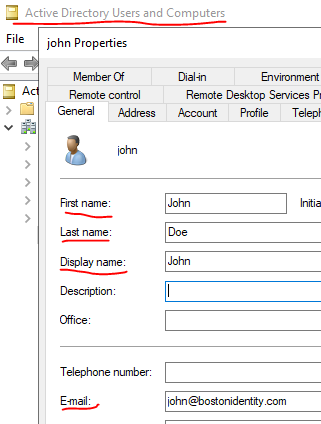 Active Directory Users and Computers
File
john Properties
Member Of Dial-in Environment
Remote control Remote Desktop Services Pr
General Address Account Profile Teleph
john
First name: John Initia
Last name: Doe
Display name: John
Description:
Office:
Telephone number:
E-mail: john@bostonidentity.com